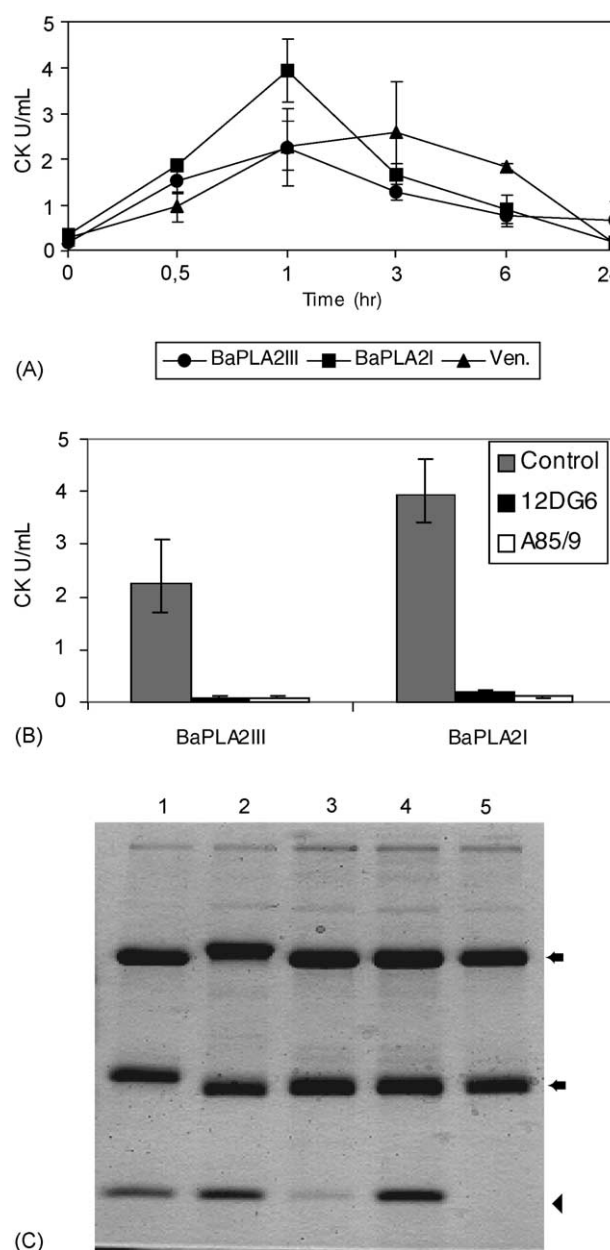 5
4
3
2
1
0
CK U/mL
0 0,5 1 3 6
Time (hr)
BaPLA2III BaPLA2I Ven.
(A)
5
4
3
2
1
0
CK U/mL
Control
12DG6
A85/9
BaPLA2III BaPLA2I
(B)
1 2 3 4 5
(C)